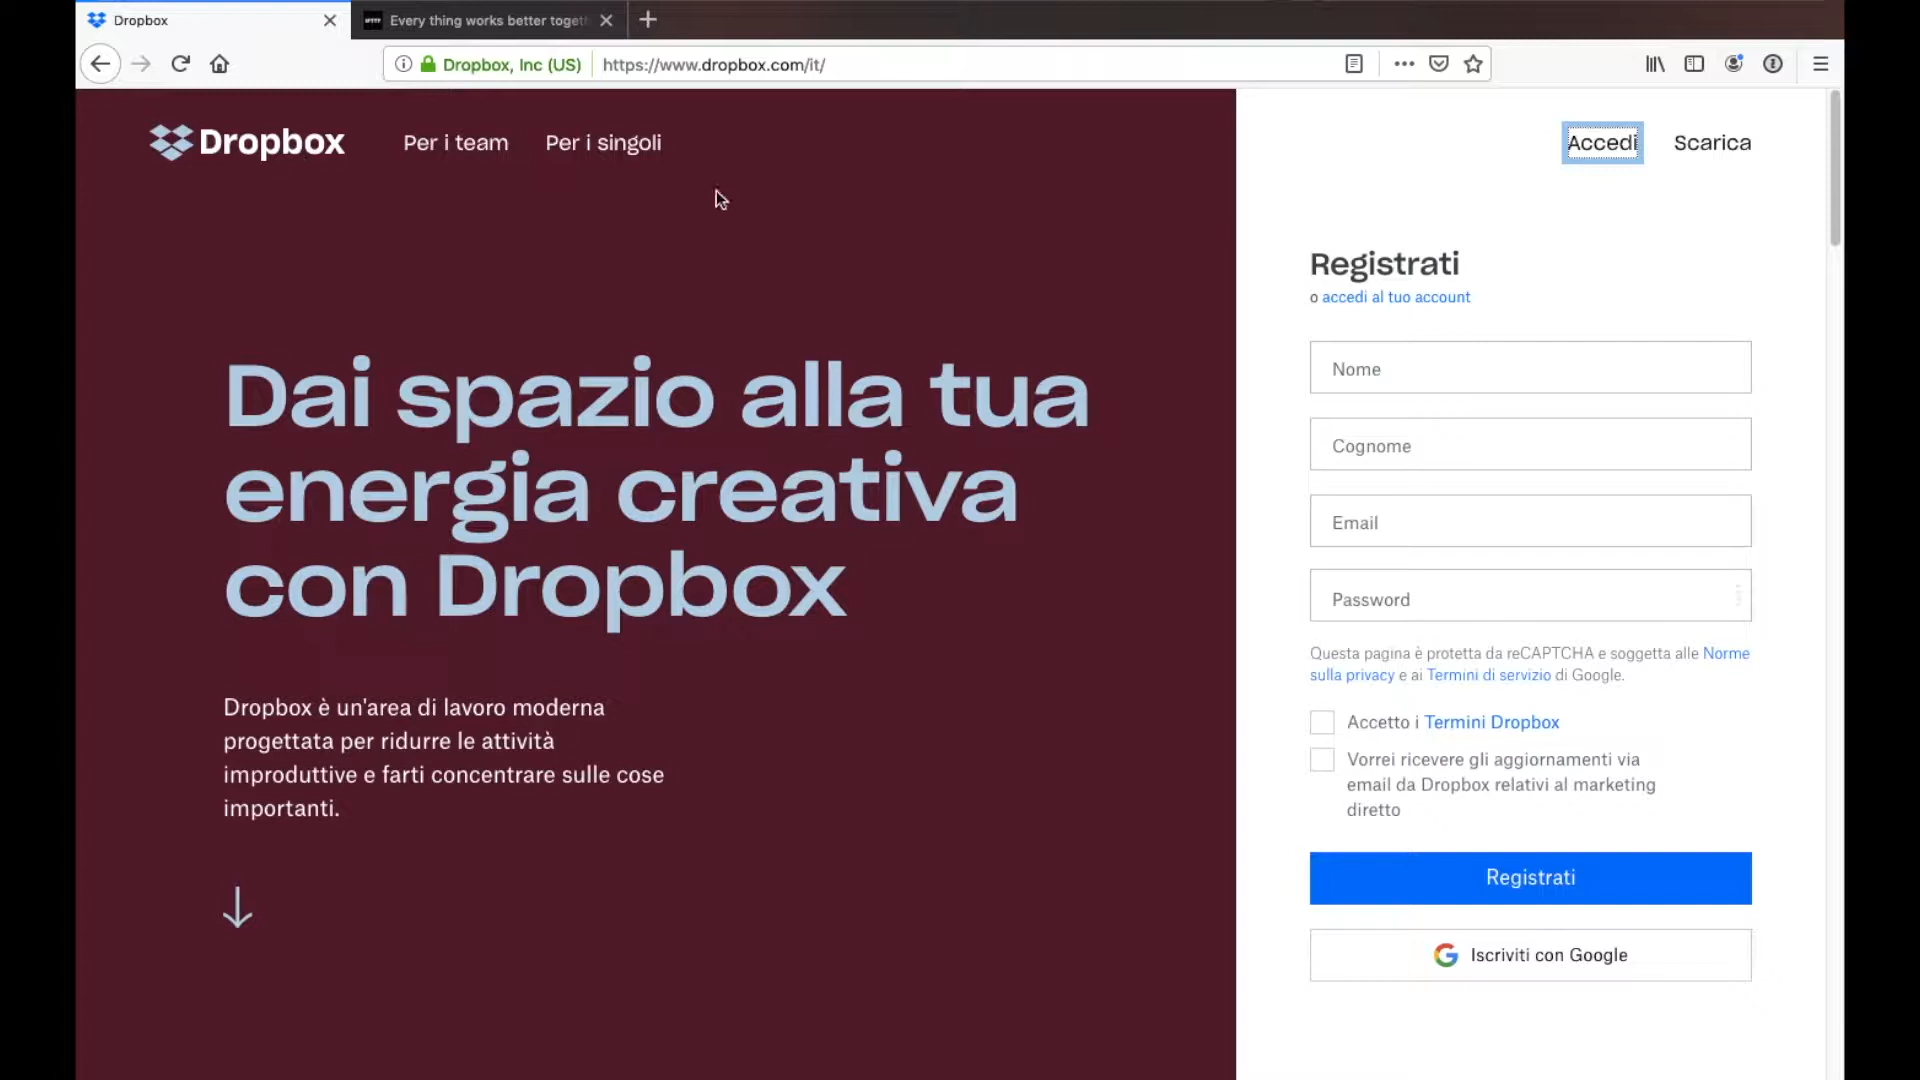 Dropbox
Every thing works better toget
Dropbox, Inc (US)
https://www.dropbox.com/it/
Dropbox
Per i team
Per i singoli
Accedi
Scarica
Dai spazio alla tua
energia creativa
con Dropbox
Dropbox è un'area di lavoro moderna
progettata per ridurre le attività
improduttive e farti concentrare sulle cose
importanti.
Registrati
o accedi al tuo account
Nome
Cognome
Email
Password
Questa pagina è protetta da reCAPTCHA e soggetta alle Norme
sulla privacy e ai Termini di servizio di Google.
Accetto i Termini Dropbox
Vorrei ricevere gli aggiornamenti via
email da Dropbox relativi al marketing
diretto
Registrati
Iscriviti con Google